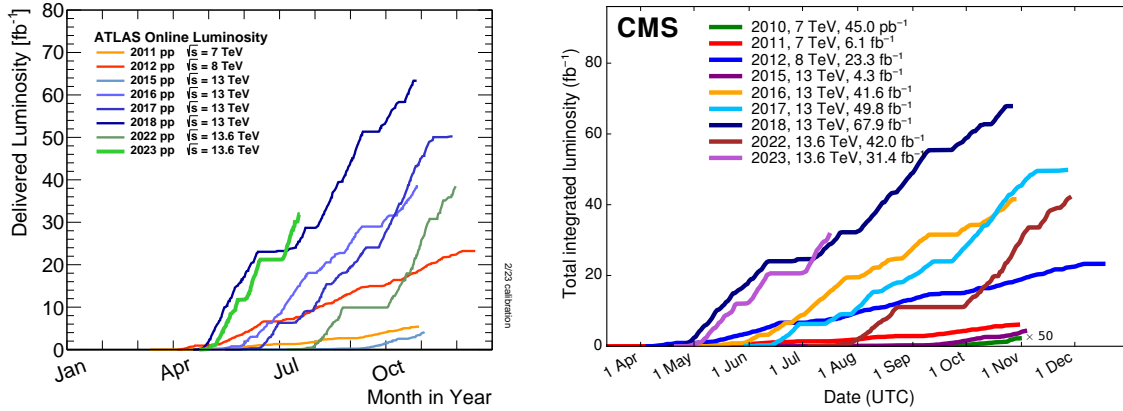 Delivered Luminosity [fb⁻¹]
80
70
60
50
40
30
20
10
0
ATLAS Online Luminosity
2011 pp √s = 7 TeV
2012 pp √s = 8 TeV
2015 pp √s = 13 TeV
2016 pp √s = 13 TeV
2017 pp √s = 13 TeV
2018 pp √s = 13 TeV
2022 pp √s = 13.6 TeV
2023 pp √s = 13.6 TeV
2/23 calibration
Jan
Apr
Jul
Oct
Month in Year
Total integrated luminosity (fb⁻¹)
80
60
40
20
0
CMS
2010, 7 TeV, 45.0 pb⁻¹
2011, 7 TeV, 6.1 fb⁻¹
2012, 8 TeV, 23.3 fb⁻¹
2015, 13 TeV, 4.3 fb⁻¹
2016, 13 TeV, 41.6 fb⁻¹
2017, 13 TeV, 49.8 fb⁻¹
2018, 13 TeV, 67.9 fb⁻¹
2022, 13.6 TeV, 42.0 fb⁻¹
2023, 13.6 TeV, 31.4 fb⁻¹
× 50
1 Apr
1 May
1 Jun
1 Jul
1 Aug
1 Sep
1 Oct
1 Nov
1 Dec
Date (UTC)